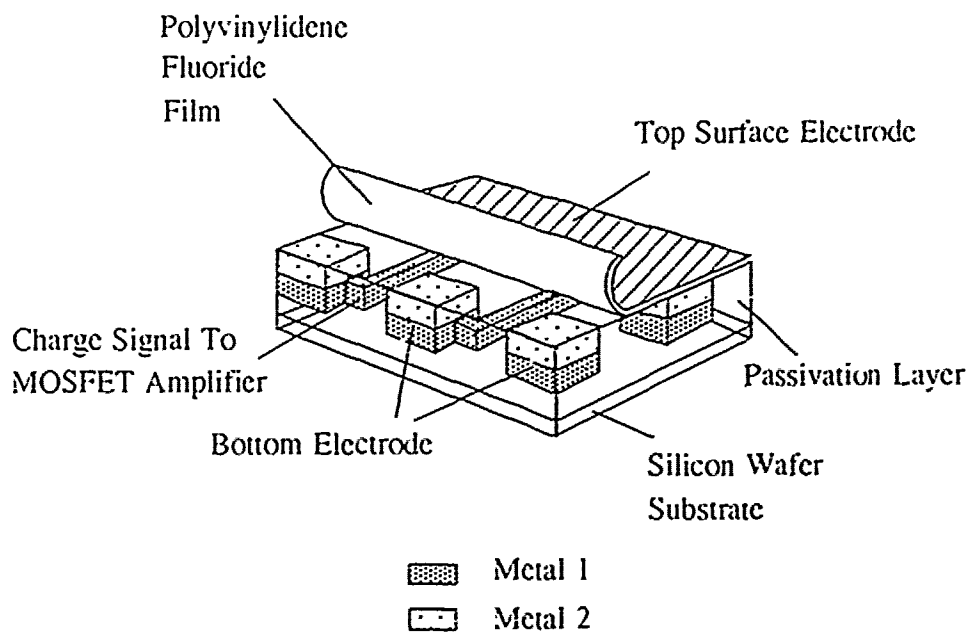 Polyvinylidene
Fluoride
Film
Top Surface Electrode
Charge Signal To
MOSFET Amplifier
Passivation Layer
Bottom Electrode
Silicon Wafer
Substrate
Metal 1
Metal 2